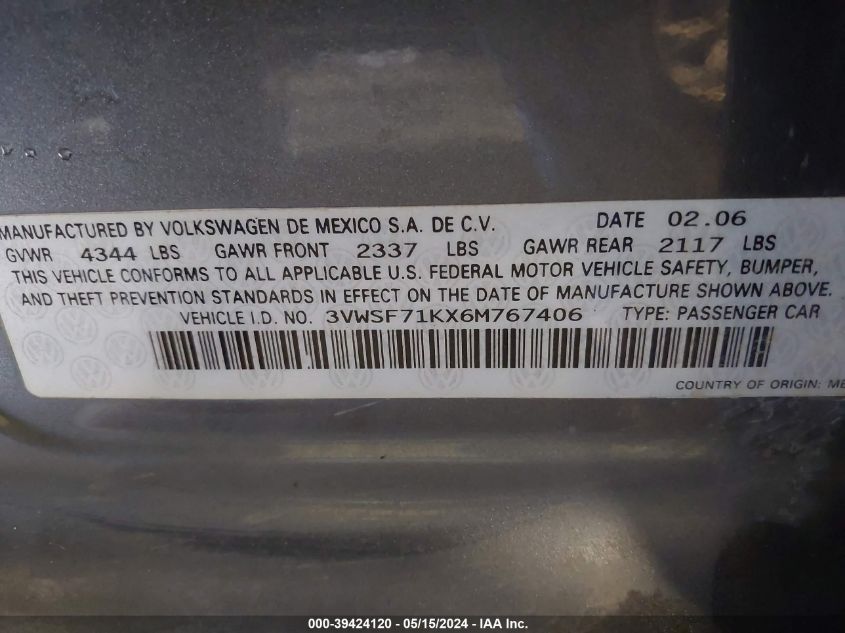 MANUFACTURED BY VOLKSWAGEN DE MEXICO S.A. DE C.V. DATE 02.06
GVWR 4344 LBS GAWR FRONT 2337 LBS GAWR REAR 2117 LBS
THIS VEHICLE CONFORMS TO ALL APPLICABLE U.S. FEDERAL MOTOR VEHICLE SAFETY, BUMPER,
AND THEFT PREVENTION STANDARDS IN EFFECT ON THE DATE OF MANUFACTURE SHOWN ABOVE.
VEHICLE I.D. NO. 3VWSF71KX6M767406 TYPE: PASSENGER CAR
COUNTRY OF ORIGIN: ME
000-39424120 - 05/15/2024 - IAA Inc.